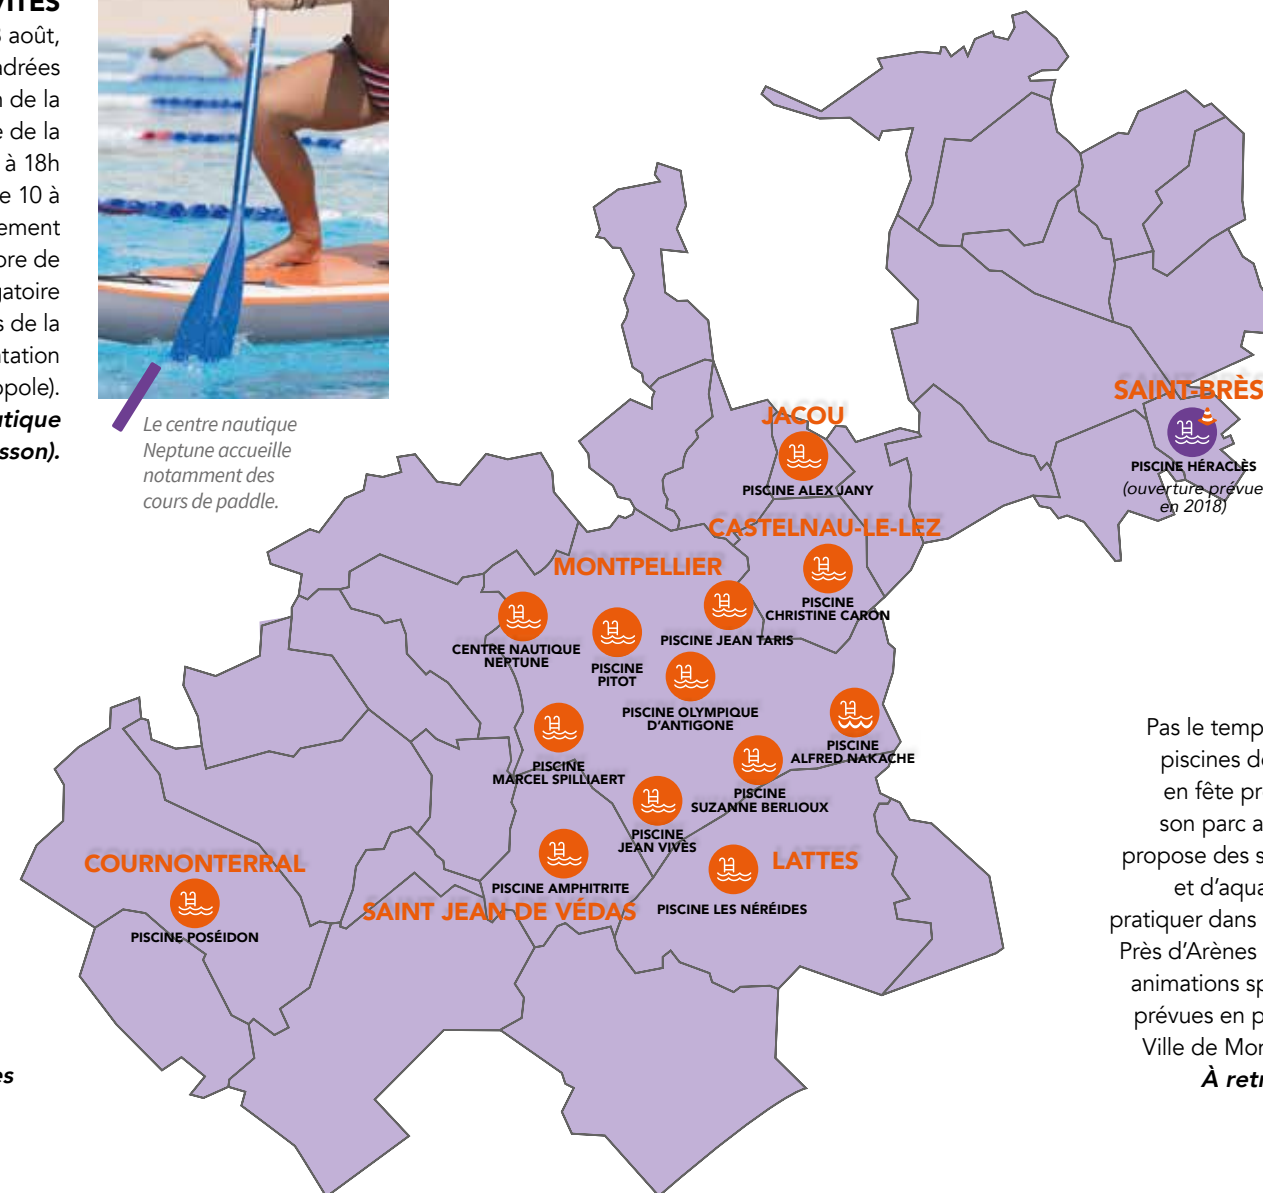 VITÉS
août,
drées
de la
e de la
à 18h
e 10 à
ement
bre de
gatoire
s de la
tation
opole).
tique
sson).
Le centre nautique
Neptune accueille
notamment des
cours de paddle.
SAINT-BRÈS
PISCINE HÉRACLÈS
(ouverture prévue
en 2018)
JACOU
PISCINE ALEX JANY
CASTELNAU-LE-LEZ
PISCINE
CHRISTINE CARON
MONTPELLIER
CENTRE NAUTIQUE
NEPTUNE
PISCINE
PITOT
PISCINE JEAN TARIS
PISCINE OLYMPIQUE
D'ANTIGONE
PISCINE
ALFRED NAKACHE
PISCINE
MARCEL SPILLIAERT
PISCINE
SUZANNE BERLIOUX
PISCINE
JEAN VIVÈS
COURNONTERRAL
PISCINE POSÉIDON
PISCINE AMPHITRITE
SAINT JEAN DE VÉDAS
LATTES
PISCINE LES NÉRÉIDES
Pas le temp
piscines de
en fête pr
son parc a
propose des s
et d'aqua
pratiquer dans
Près d'Arènes
animations sp
prévues en p
Ville de Mon
À retr
es